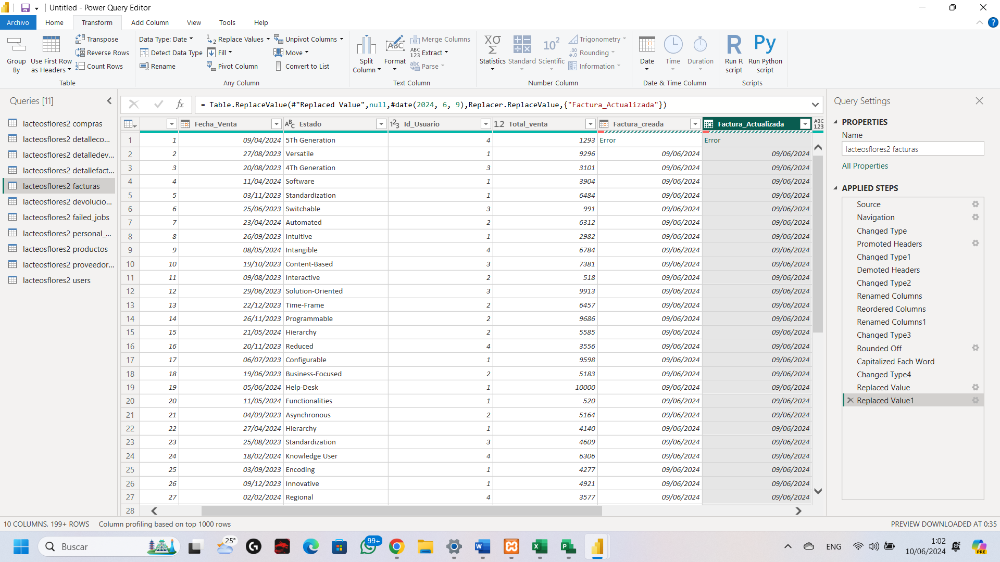 Untitled - Power Query Editor
Archivo Home Transform Add Column View Tools Help
Group By
Use First Row as Headers
Transpose
Reverse Rows
Count Rows
Table
Data Type: Date
Detect Data Type
Rename
Replace Values
Fill
Pivot Column
Unpivot Columns
Move
Convert to List
Any Column
Split Column
Format
Merge Columns
Extract
Parse
Text Column
Statistics
Standard
Scientific
Trigonometry
Rounding
Information
Number Column
Date
Time
Duration
Date & Time Column
Run R script
Run Python script
Scripts
Queries [11]
lacteosflores2 compras
lacteosflores2 detalleco...
lacteosflores2 detalledev...
lacteosflores2 detallefact...
lacteosflores2 facturas
lacteosflores2 devolucio...
lacteosflores2 failed_jobs
lacteosflores2 personal_...
lacteosflores2 productos
lacteosflores2 proveedor...
lacteosflores2 users
= Table.ReplaceValue(#"Replaced Value",null,#date(2024, 6, 9),Replacer.ReplaceValue,{"Factura_Actualizada"})
Fecha_Venta ABC Estado 123 Id_Usuario 1.2 Total_venta Factura_creada Factura_Actualizada ABC 123
1 1 09/04/2024 5Th Generation 4 1293 Error Error
2 2 27/08/2023 Versatile 1 9296 09/06/2024 09/06/2024
3 3 20/08/2023 4Th Generation 3 3101 09/06/2024 09/06/2024
4 4 11/04/2024 Software 1 3904 09/06/2024 09/06/2024
5 5 03/11/2023 Standardization 1 6484 09/06/2024 09/06/2024
6 6 25/06/2023 Switchable 3 991 09/06/2024 09/06/2024
7 7 23/04/2024 Automated 2 6312 09/06/2024 09/06/2024
8 8 26/09/2023 Intuitive 1 2982 09/06/2024 09/06/2024
9 9 08/05/2024 Intangible 4 6784 09/06/2024 09/06/2024
10 10 19/10/2023 Content-Based 3 7381 09/06/2024 09/06/2024
11 11 09/08/2023 Interactive 2 518 09/06/2024 09/06/2024
12 12 29/06/2023 Solution-Oriented 3 9913 09/06/2024 09/06/2024
13 13 22/12/2023 Time-Frame 2 6457 09/06/2024 09/06/2024
14 14 26/11/2023 Programmable 2 9686 09/06/2024 09/06/2024
15 15 21/05/2024 Hierarchy 2 5585 09/06/2024 09/06/2024
16 16 20/11/2023 Reduced 4 3556 09/06/2024 09/06/2024
17 17 06/07/2023 Configurable 1 9598 09/06/2024 09/06/2024
18 18 19/06/2023 Business-Focused 2 5183 09/06/2024 09/06/2024
19 19 05/06/2024 Help-Desk 1 10000 09/06/2024 09/06/2024
20 20 11/05/2024 Functionalities 1 520 09/06/2024 09/06/2024
21 21 04/09/2023 Asynchronous 2 5164 09/06/2024 09/06/2024
22 22 27/04/2024 Hierarchy 1 4140 09/06/2024 09/06/2024
23 23 25/08/2023 Standardization 3 4609 09/06/2024 09/06/2024
24 24 18/02/2024 Knowledge User 4 6306 09/06/2024 09/06/2024
25 25 03/09/2023 Encoding 1 4277 09/06/2024 09/06/2024
26 26 09/12/2023 Innovative 1 4921 09/06/2024 09/06/2024
27 27 02/02/2024 Regional 4 3577 09/06/2024 09/06/2024
28
Query Settings
PROPERTIES
Name
lacteosflores2 facturas
All Properties
APPLIED STEPS
Source
Navigation
Changed Type
Promoted Headers
Changed Type1
Demoted Headers
Changed Type2
Renamed Columns
Reordered Columns
Renamed Columns1
Changed Type3
Rounded Off
Capitalized Each Word
Changed Type4
Replaced Value
Replaced Value1
10 COLUMNS, 199+ ROWS Column profiling based on top 1000 rows PREVIEW DOWNLOADED AT 0:35
Buscar
25°
99+
ENG
1:02
10/06/2024
PRE